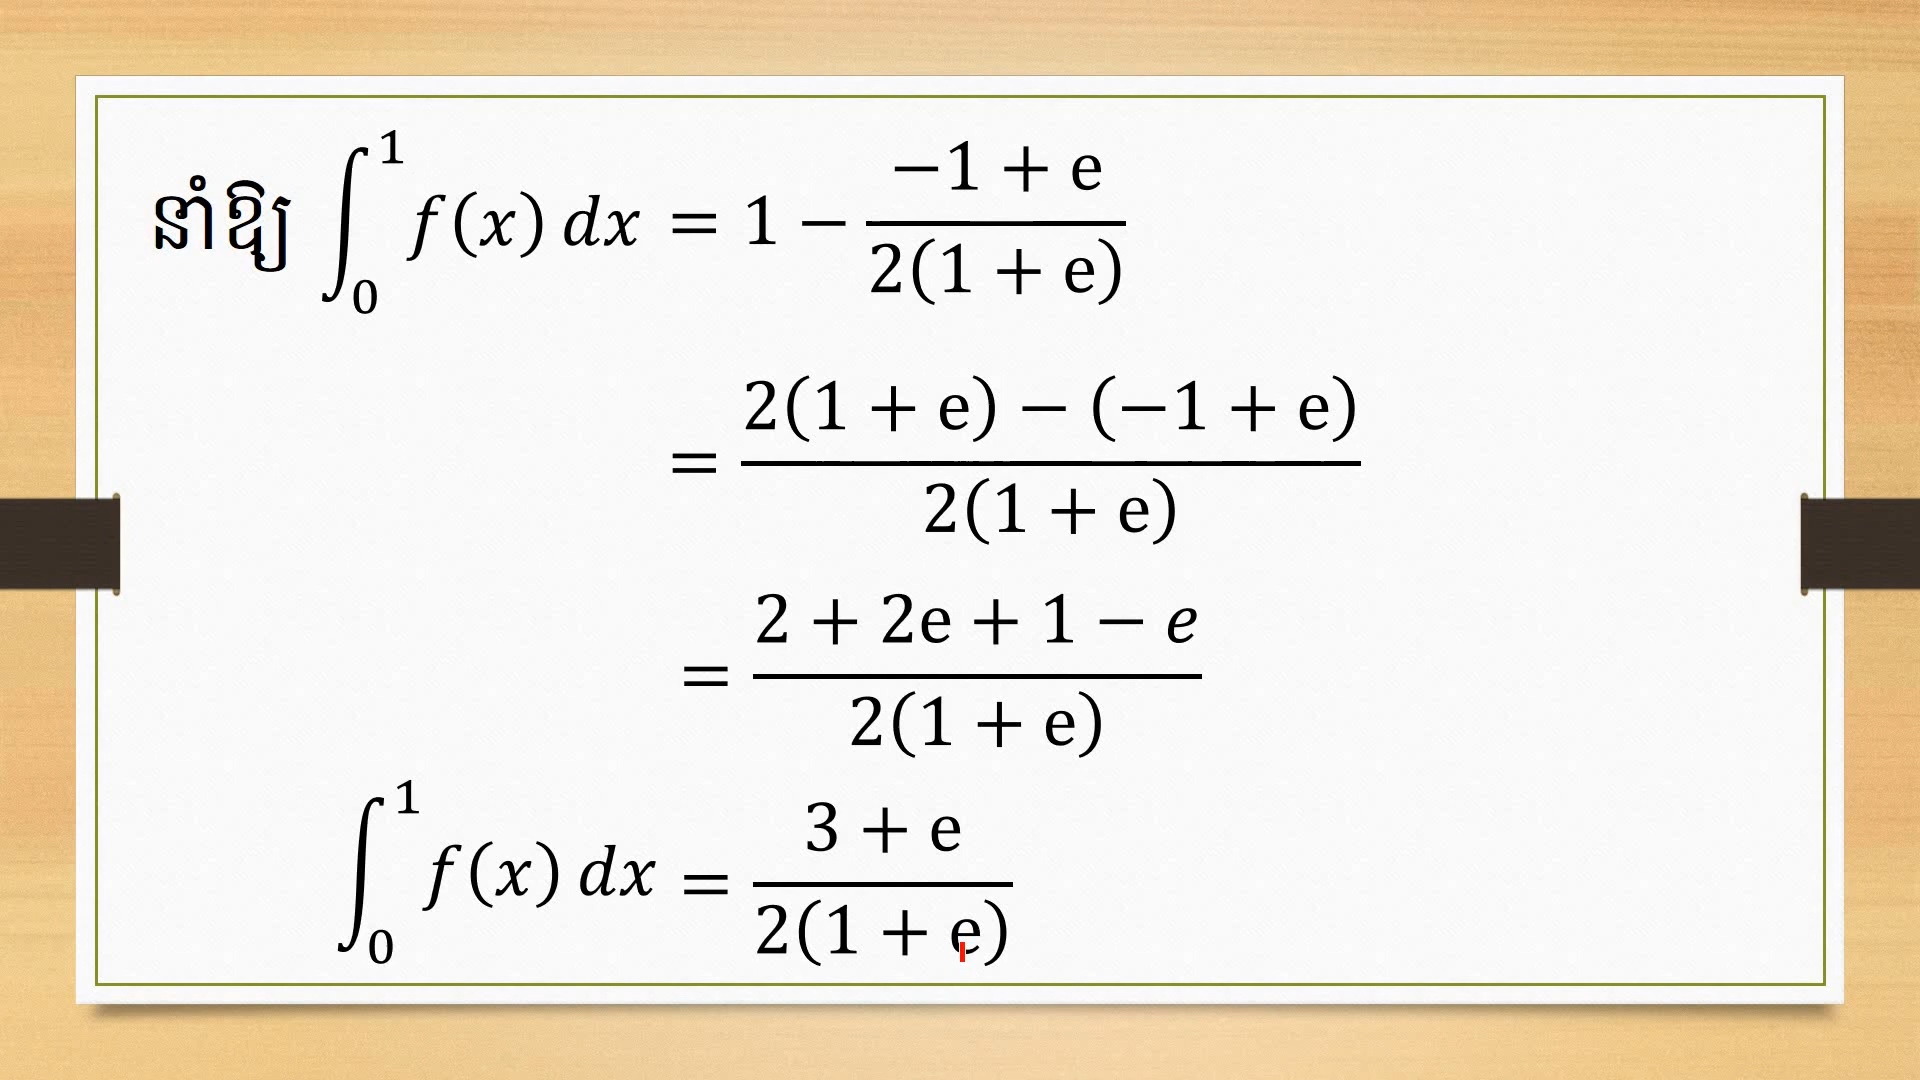 នាំឱ្យ ∫₀¹ f(x) dx = 1 − (−1 + e)/(2(1 + e))
= (2(1 + e) − (−1 + e))/(2(1 + e))
= (2 + 2e + 1 − e)/(2(1 + e))
∫₀¹ f(x) dx = (3 + e)/(2(1 + e))